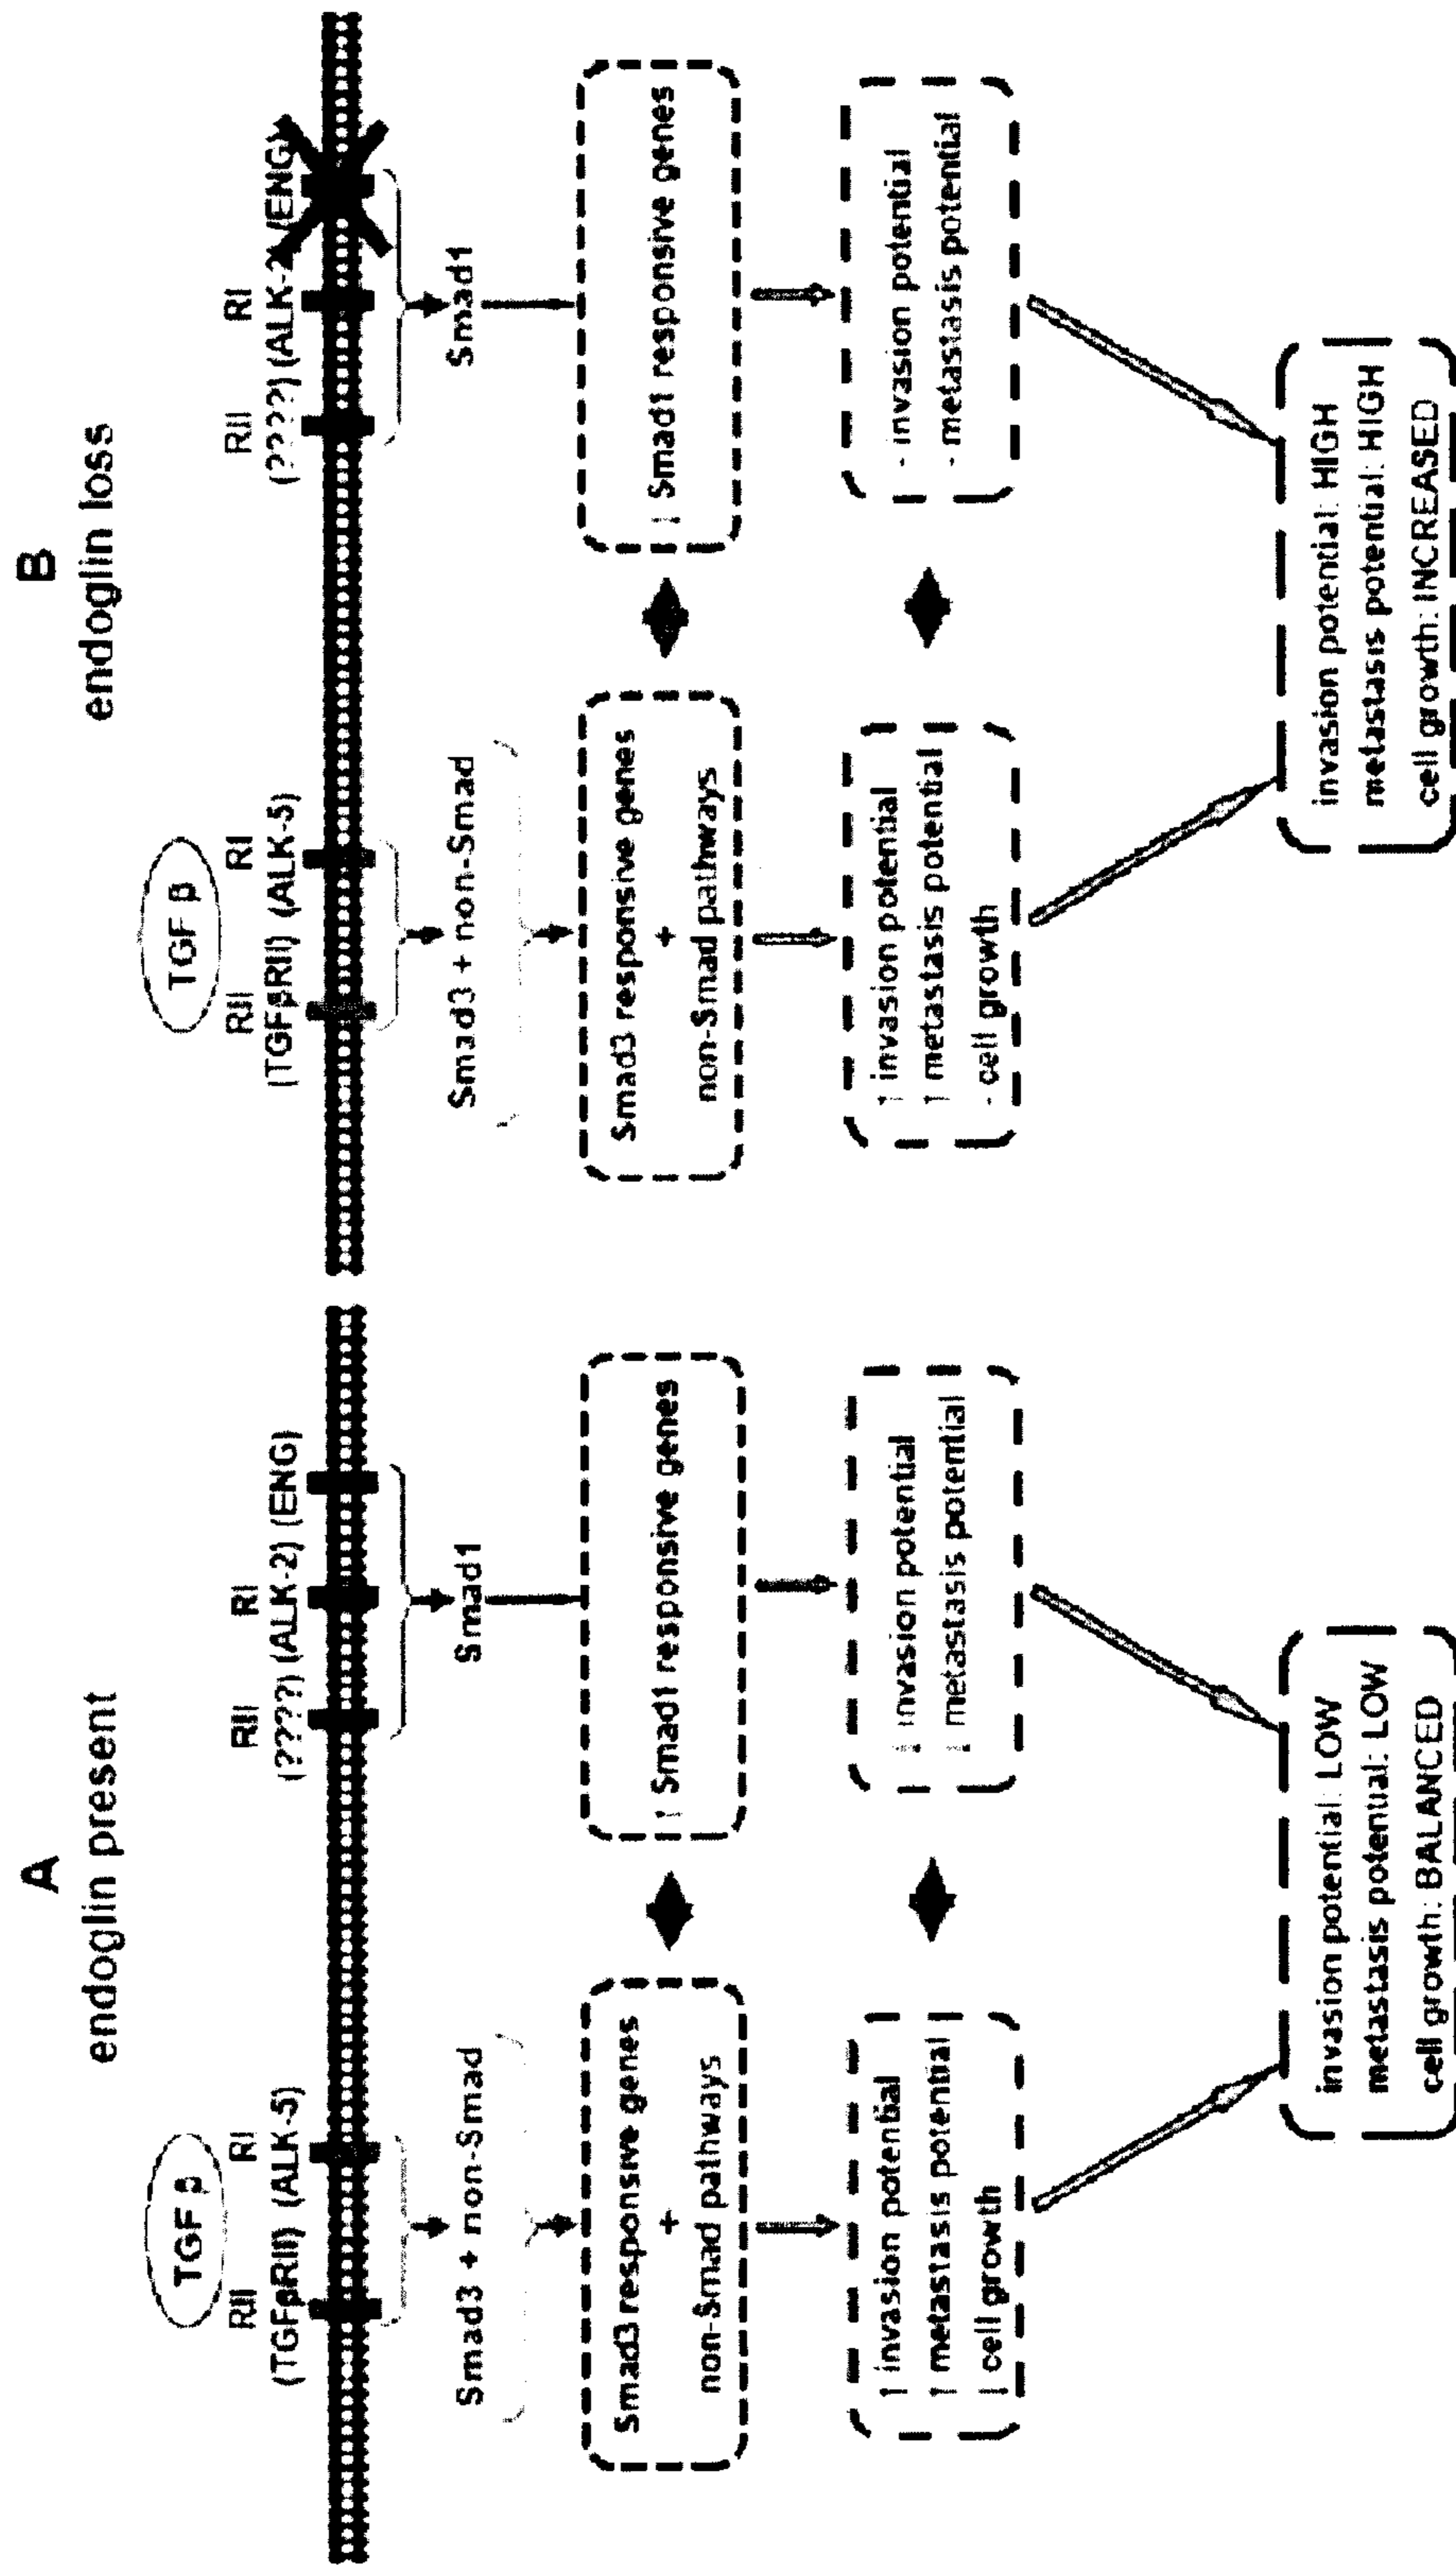 A
endoglin present
TGF β
RII RI
(TGFβRII) (ALK-5)
RII RI
(????) (ALK-2) (ENG)
Smad3 + non-Smad
Smad1
Smad3 responsive genes
+
non-Smad pathways
↑ Smad1 responsive genes
↑ invasion potential
↑ metastasis potential
↓ cell growth
↓ invasion potential
↓ metastasis potential
invasion potential: LOW
metastasis potential: LOW
cell growth: BALANCED
B
endoglin loss
TGF β
RII RI
(TGFβRII) (ALK-5)
RII RI
(????) (ALK-2) (ENG)
Smad3 + non-Smad
Smad1
Smad3 responsive genes
+
non-Smad pathways
Smad1 responsive genes
↑ invasion potential
↑ metastasis potential
- cell growth
- invasion potential
- metastasis potential
invasion potential: HIGH
metastasis potential: HIGH
cell growth: INCREASED